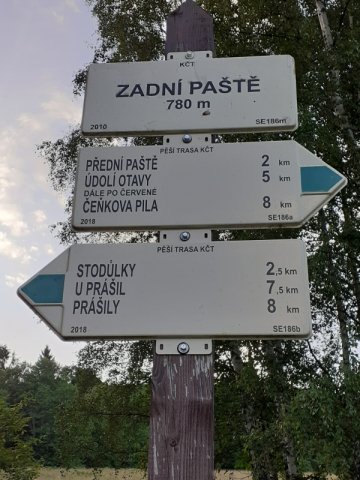 KČT
ZADNÍ PAŠTĚ
780 m
2010 SE186m
PĚŠÍ TRASA KČT
PŘEDNÍ PAŠTĚ 2 km
ÚDOLÍ OTAVY 5 km
DÁLE PO ČERVENÉ
ČEŇKOVA PILA 8 km
2018 SE186a
PĚŠÍ TRASA KČT
STODŮLKY 2,5 km
U PRÁŠIL 7,5 km
PRÁŠILY 8 km
2018 SE186b